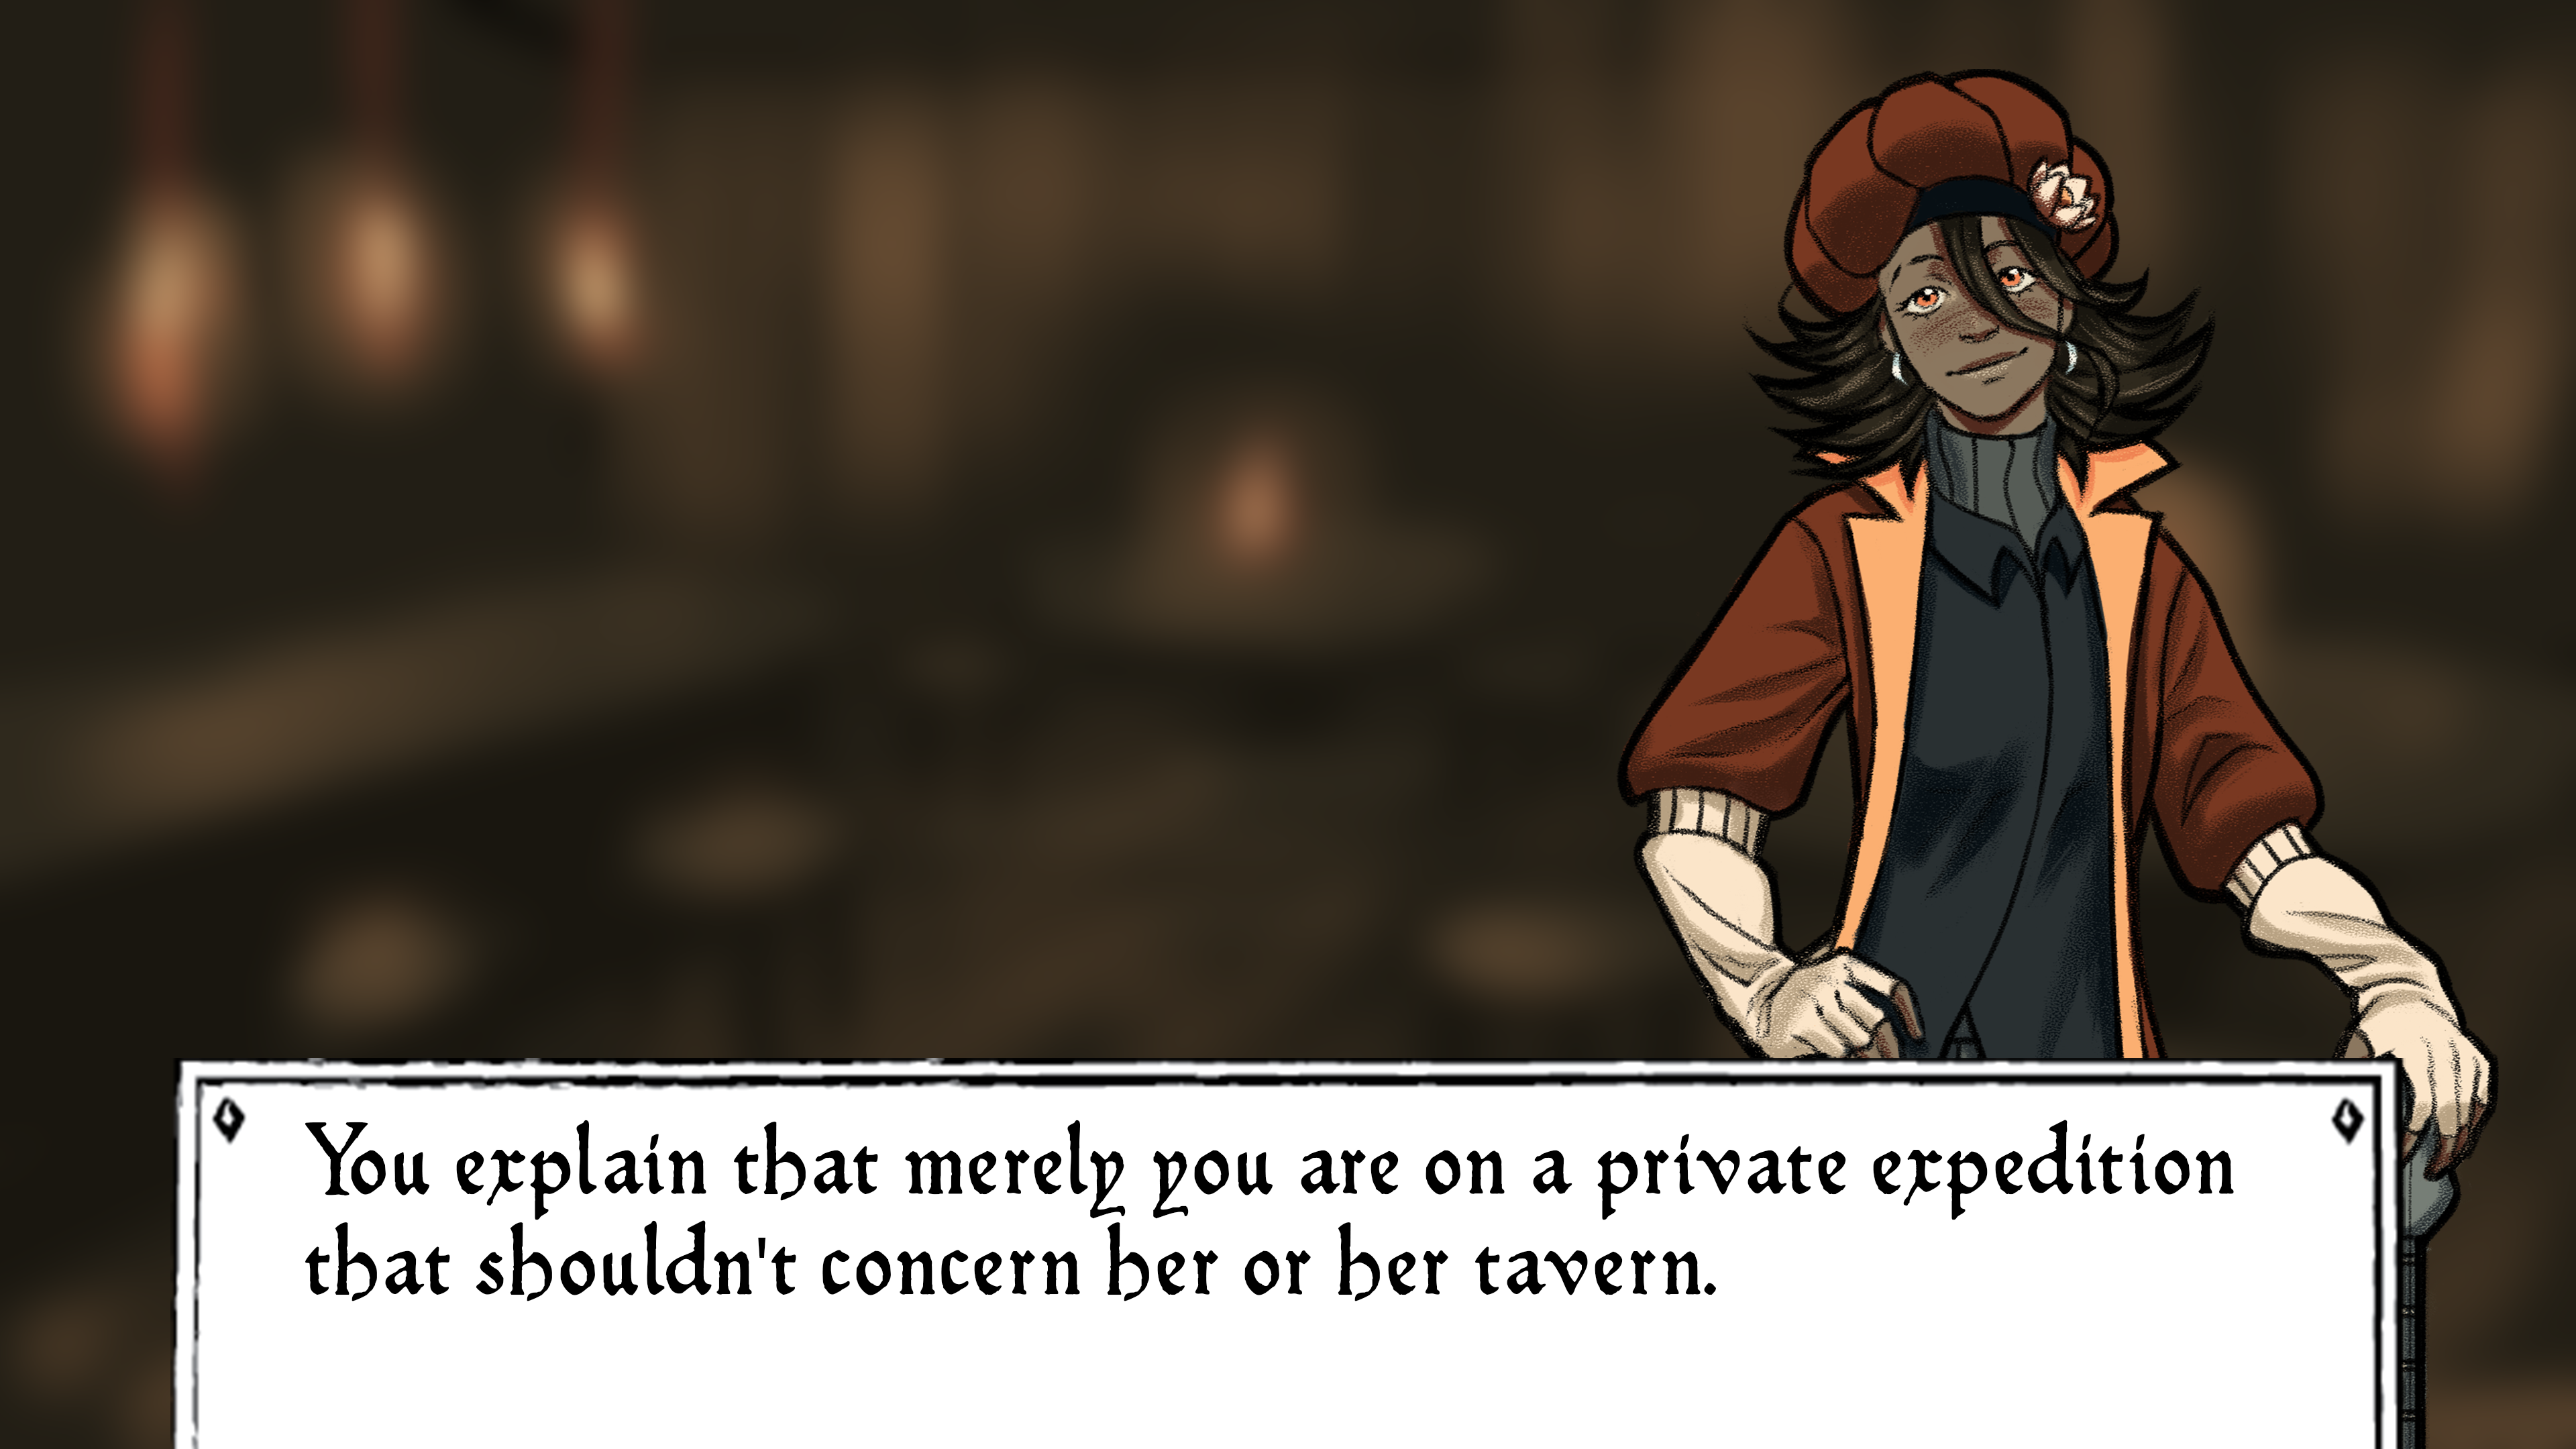 You explain that merely you are on a private expedition
that shouldn't concern her or her tavern.